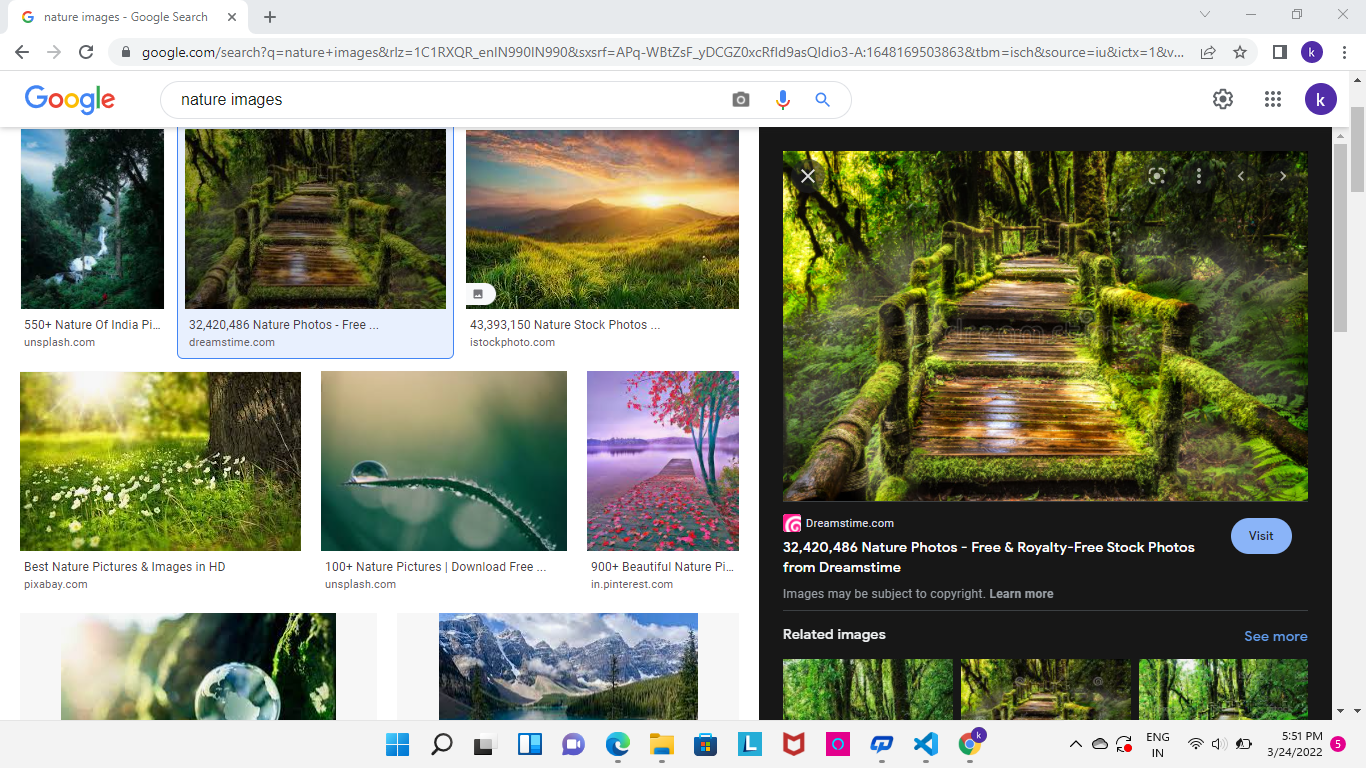 nature images - Google Search
google.com/search?q=nature+images&rlz=1C1RXQR_enIN990IN990&sxsrf=APq-WBtZsF_yDCGZ0xcRfId9asQIdio3-A:1648169503863&tbm=isch&source=iu&ictx=1&v...
k
Google
nature images
k
550+ Nature Of India Pi...
unsplash.com
32,420,486 Nature Photos - Free ...
dreamstime.com
43,393,150 Nature Stock Photos ...
istockphoto.com
Best Nature Pictures & Images in HD
pixabay.com
100+ Nature Pictures | Download Free ...
unsplash.com
900+ Beautiful Nature Pi...
in.pinterest.com
dreamstime
Dreamstime.com
Visit
32,420,486 Nature Photos - Free & Royalty-Free Stock Photos
from Dreamstime
Images may be subject to copyright. Learn more
Related images
See more
L
k
ENG
IN
5:51 PM
3/24/2022
5